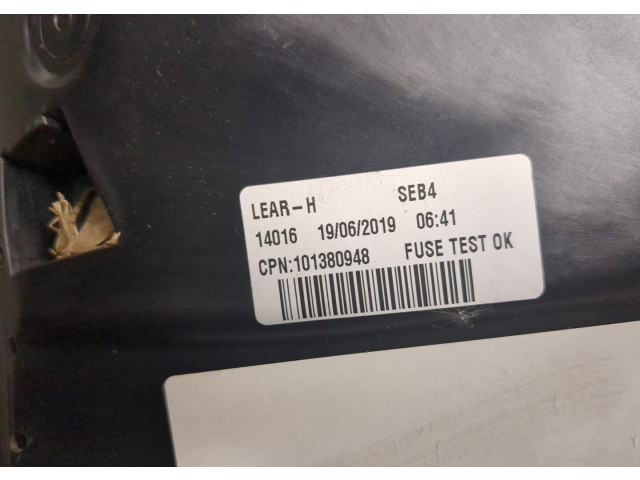 LEAR-H SEB4
14016 19/06/2019 06:41
CPN:101380948 FUSE TEST OK